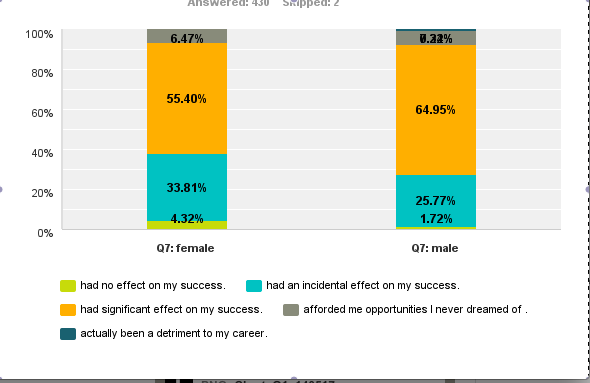 Answered: 430 Skipped: 2
100%
80%
60%
40%
20%
0%
6.47%
55.40%
33.81%
4.32%
64.95%
25.77%
1.72%
Q7: female
Q7: male
had no effect on my success.
had an incidental effect on my success.
had significant effect on my success.
afforded me opportunities I never dreamed of .
actually been a detriment to my career.